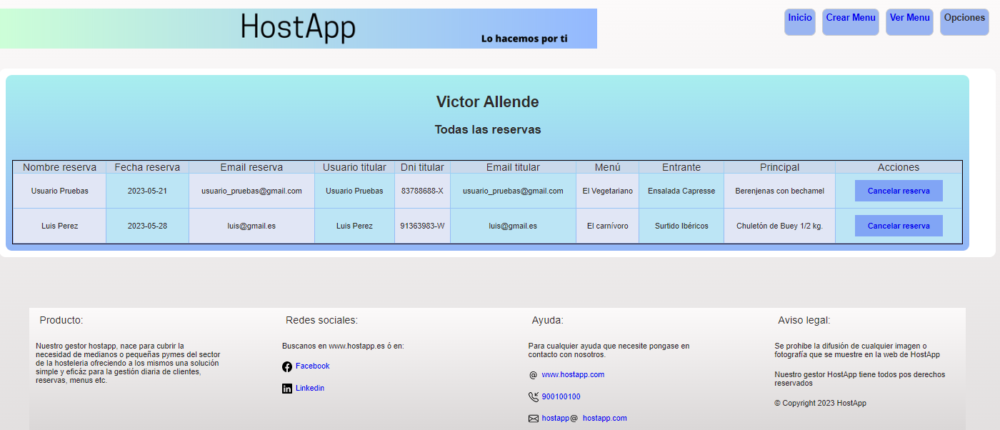 HostApp
Lo hacemos por ti
Inicio Crear Menu Ver Menu Opciones
Victor Allende
Todas las reservas
Nombre reserva Fecha reserva Email reserva Usuario titular Dni titular Email titular Menú Entrante Principal Acciones
Usuario Pruebas 2023-05-21 usuario_pruebas@gmail.com Usuario Pruebas 83788688-X usuario_pruebas@gmail.com El Vegetariano Ensalada Capresse Berenjenas con bechamel Cancelar reserva
Luis Perez 2023-05-28 luis@gmail.es Luis Perez 91363983-W luis@gmail.es El carnívoro Surtido Ibéricos Chuletón de Buey 1/2 kg. Cancelar reserva
Producto:
Nuestro gestor hostapp, nace para cubrir la
necesidad de medianos o pequeñas pymes del sector
de la hosteleria ofreciendo a los mismos una solución
simple y eficáz para la gestión diaria de clientes,
reservas, menus etc.
Redes sociales:
Buscanos en www.hostapp.es ó en:
Facebook
Linkedin
Ayuda:
Para cualquier ayuda que necesite pongase en
contacto con nosotros.
@ www.hostapp.com
900100100
hostapp@ hostapp.com
Aviso legal:
Se prohibe la difusión de cualquier imagen o
fotografía que se muestre en la web de HostApp
Nuestro gestor HostApp tiene todos pos derechos
reservados
© Copyright 2023 HostApp